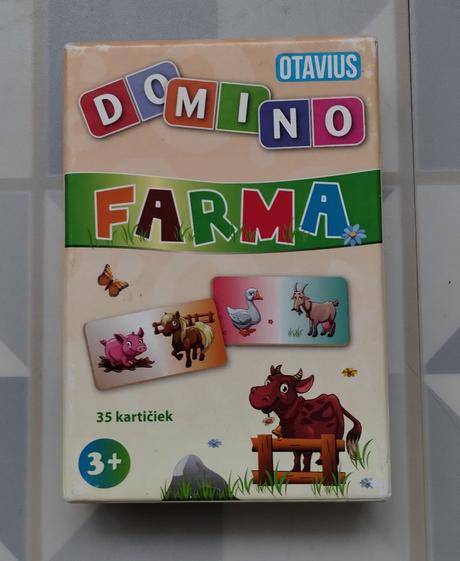 OTAVIUS
DOMINO
FARMA
35 kartičiek
3+